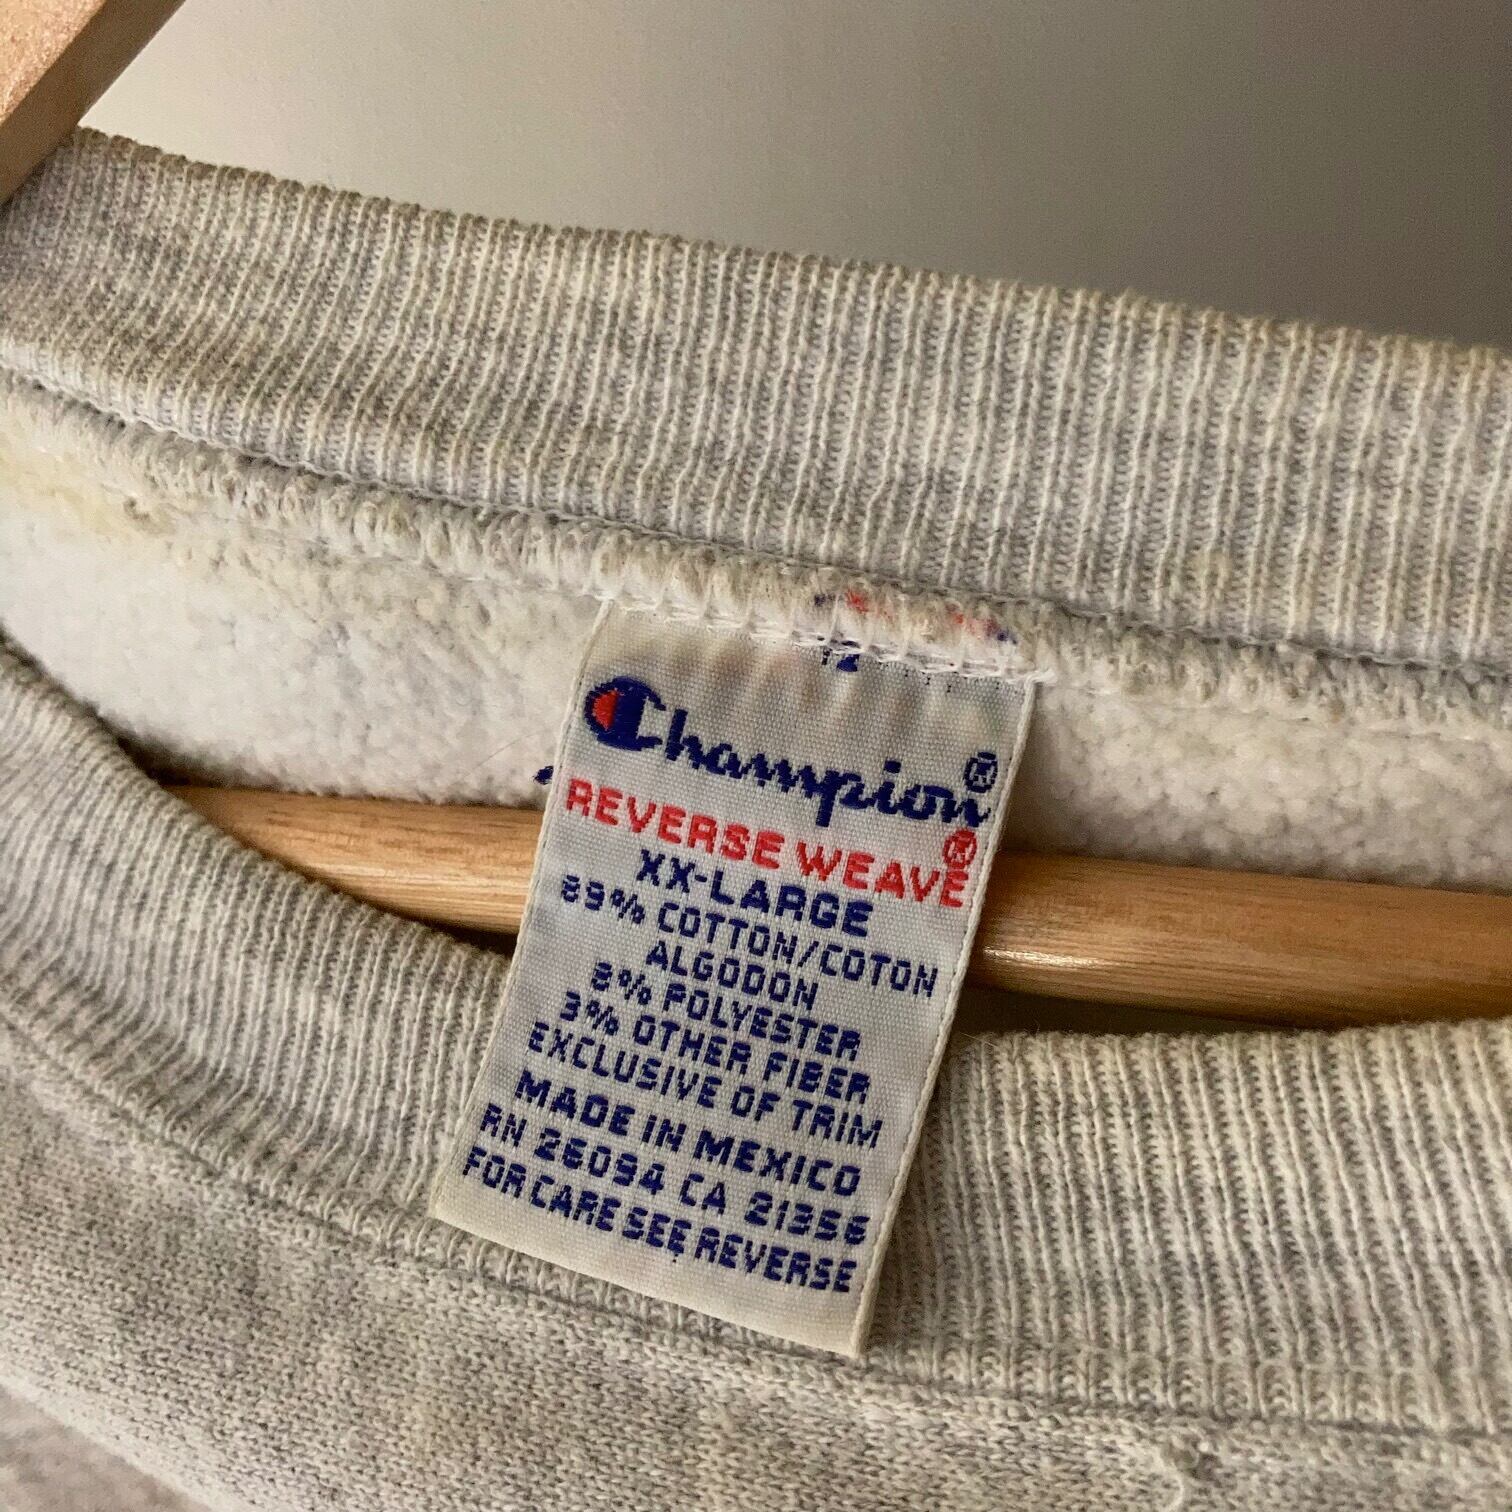 Champion®
REVERSE WEAVE®
XX-LARGE
89% COTTON/COTON
ALGODON
8% POLYESTER
3% OTHER FIBER
EXCLUSIVE OF TRIM
MADE IN MEXICO
RN 26094 CA 21356
FOR CARE SEE REVERSE